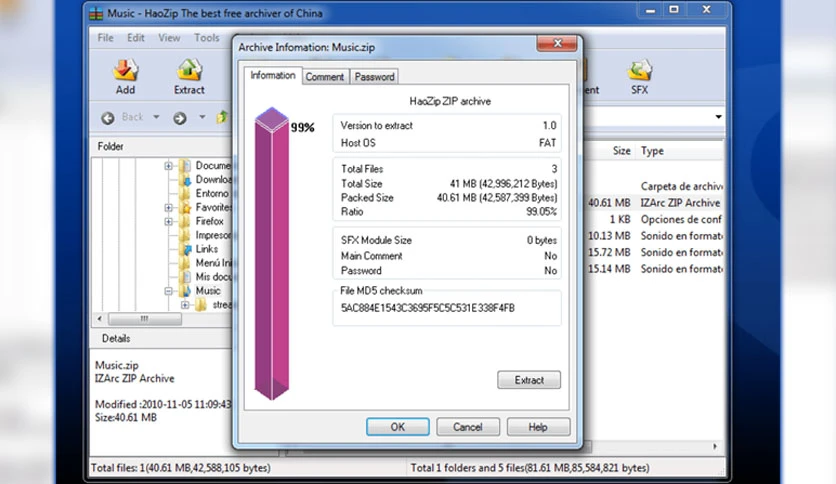 Music - HaoZip The best free archiver of China
File Edit View Tools
Add Extract SFX
Back
Folder
Size Type
Docume
Downloa
Entorno
Favorites
Firefox
Impreso
Links
Menú Ini
Mis docu
Music
strea
Carpeta de archiv
40.61 MB IZArc ZIP Archive
1 KB Opciones de conf
10.13 MB Sonido en format
15.72 MB Sonido en format
15.14 MB Sonido en format
Details
Music.zip
IZArc ZIP Archive
Modified :2010-11-05 11:09:43
Size:40.61 MB
Total files: 1(40.61 MB,42,588,105 bytes)
Total 1 folders and 5 files(81.61 MB,85,584,821 bytes)
Archive Infomation: Music.zip
Information Comment Password
HaoZip ZIP archive
99%
Version to extract 1.0
Host OS FAT
Total Files 3
Total Size 41 MB (42,996,212 Bytes)
Packed Size 40.61 MB (42,587,399 Bytes)
Ratio 99.05%
SFX Module Size 0 bytes
Main Comment No
Password No
File MD5 checksum
5AC884E1543C3695F5C5C531E338F4FB
Extract
OK Cancel Help